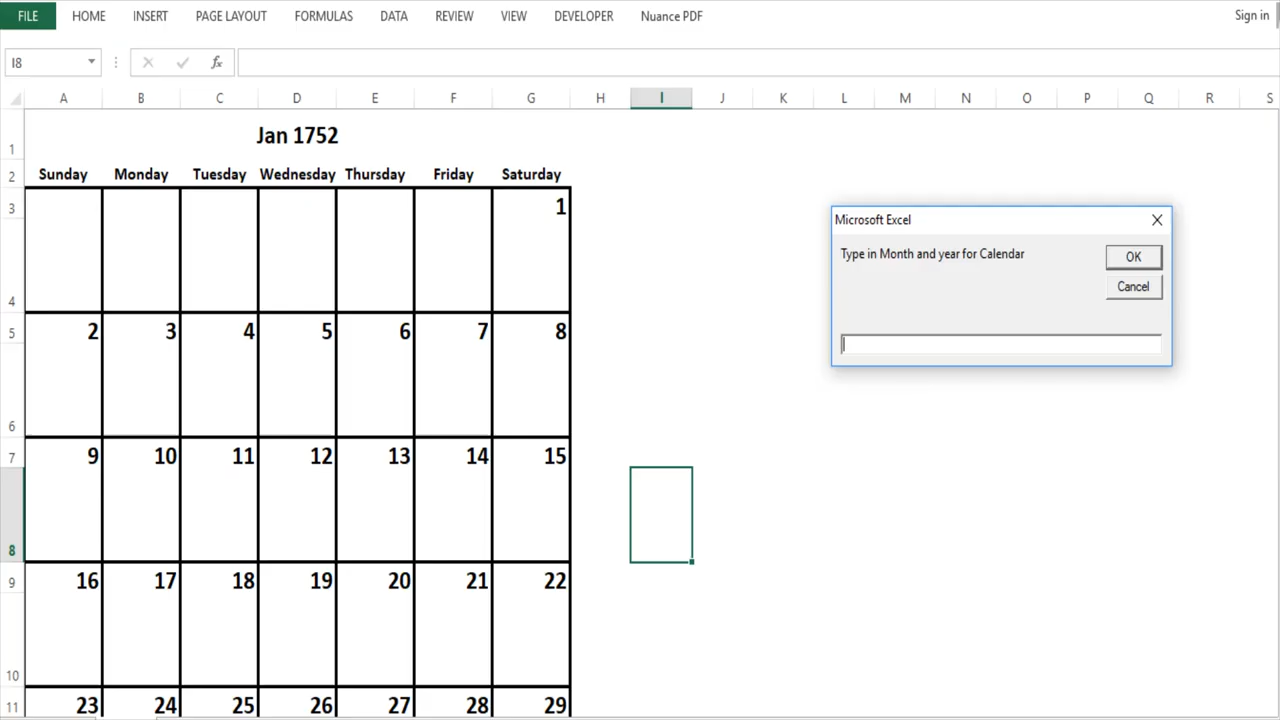 FILE HOME INSERT PAGE LAYOUT FORMULAS DATA REVIEW VIEW DEVELOPER Nuance PDF Sign in
I8 fx
A B C D E F G H I J K L M N O P Q R S
1 Jan 1752
2 Sunday Monday Tuesday Wednesday Thursday Friday Saturday
3 1
Microsoft Excel
Type in Month and year for Calendar
OK
Cancel
4
5 2 3 4 5 6 7 8
6
7 9 10 11 12 13 14 15
8
9 16 17 18 19 20 21 22
10
11 23 24 25 26 27 28 29